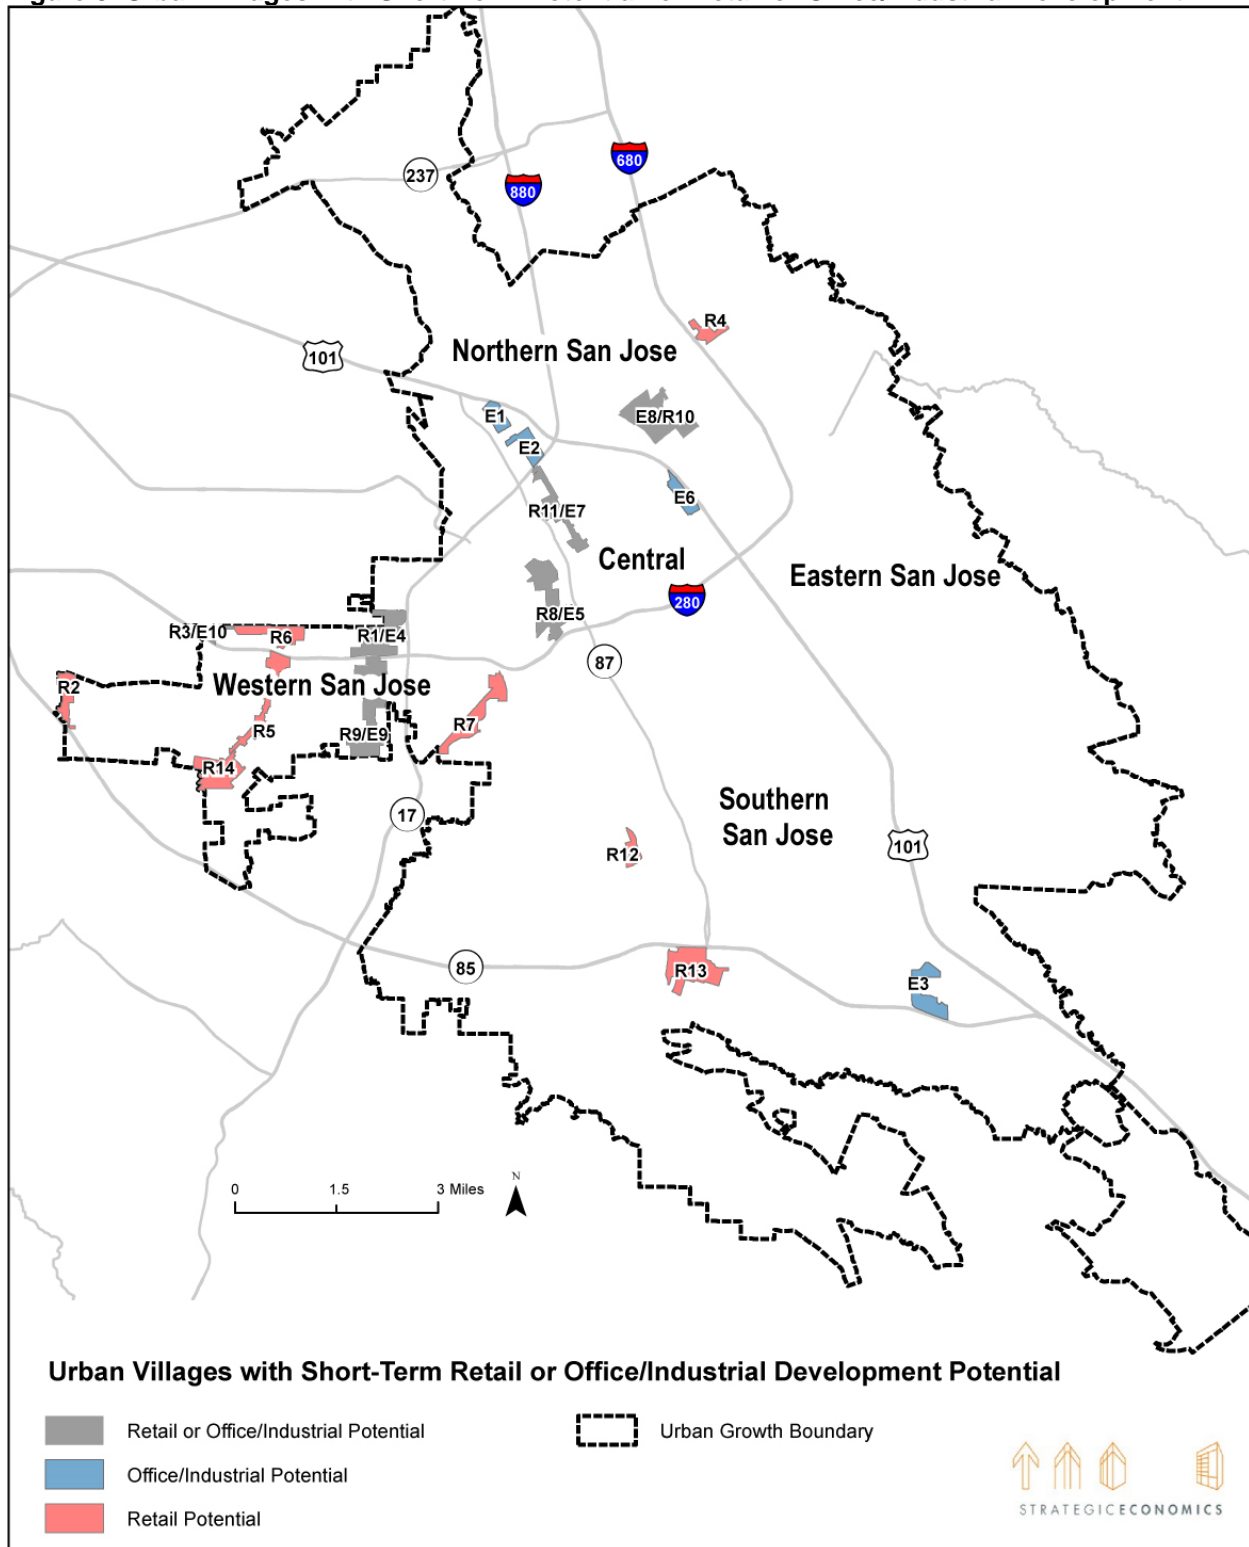 237
880
680
R4
Northern San Jose
101
E1
E8/R10
E2
E6
R11/E7
Central
Eastern San Jose
280
R8/E5
R3/E10
R6
R1/E4
87
R2
Western San Jose
R5
R7
R9/E9
R14
Southern
San Jose
17
R12
101
85
R13
E3
0 1.5 3 Miles
N
Urban Villages with Short-Term Retail or Office/Industrial Development Potential
Retail or Office/Industrial Potential
Urban Growth Boundary
Office/Industrial Potential
Retail Potential
STRATEGICECONOMICS